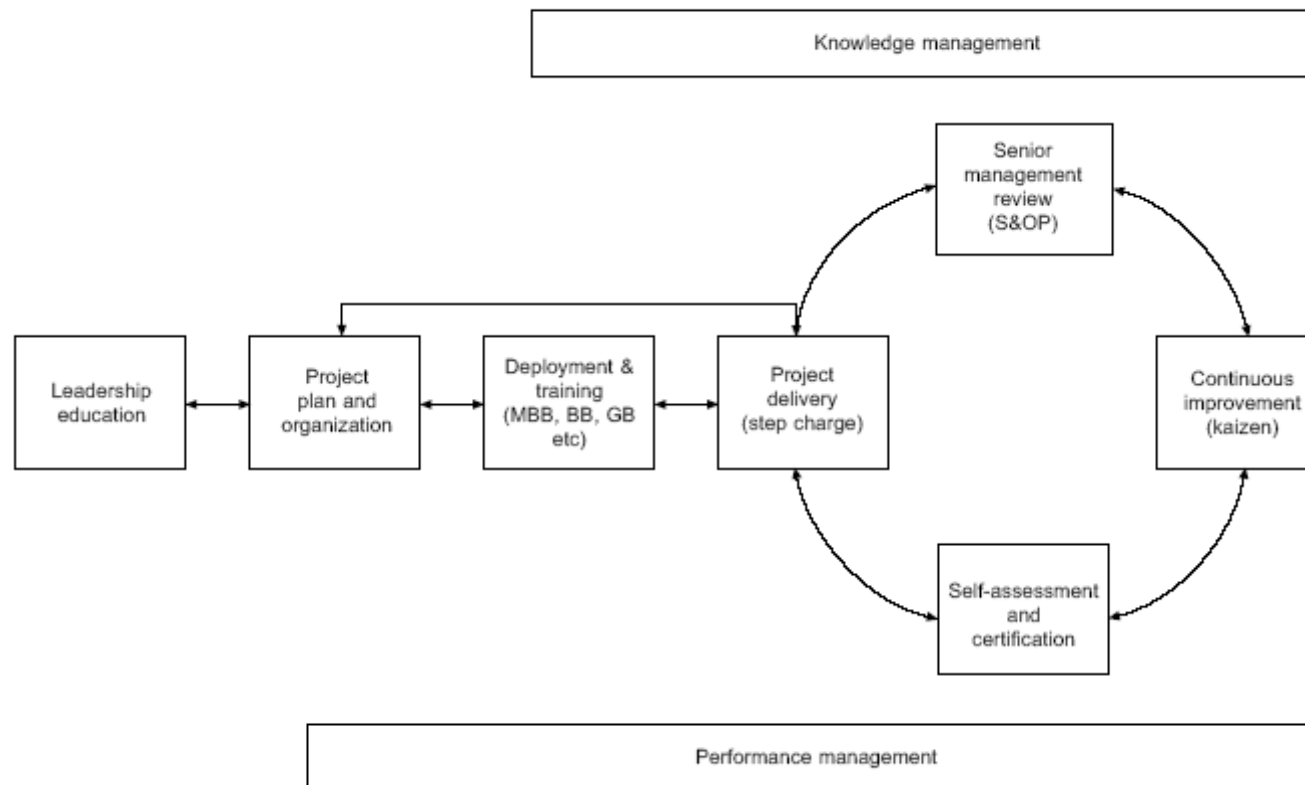 Knowledge management
Senior
management
review
(S&OP)
Leadership
education
Project
plan and
organization
Deployment &
training
(MBB, BB, GB
etc)
Project
delivery
(step charge)
Continuous
improvement
(kaizen)
Self-assessment
and
certification
Performance management